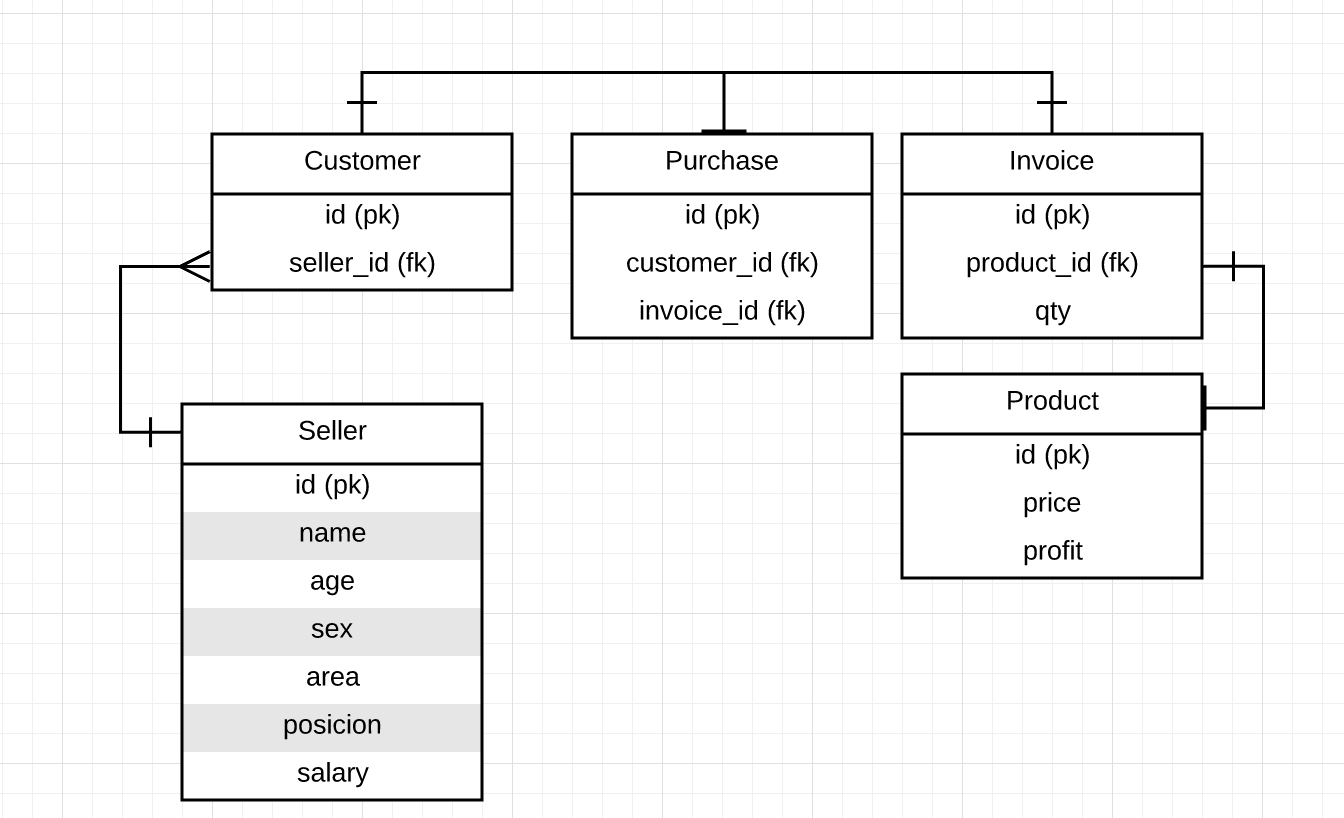 Customer
id (pk)
seller_id (fk)
Purchase
id (pk)
customer_id (fk)
invoice_id (fk)
Invoice
id (pk)
product_id (fk)
qty
Seller
id (pk)
name
age
sex
area
posicion
salary
Product
id (pk)
price
profit